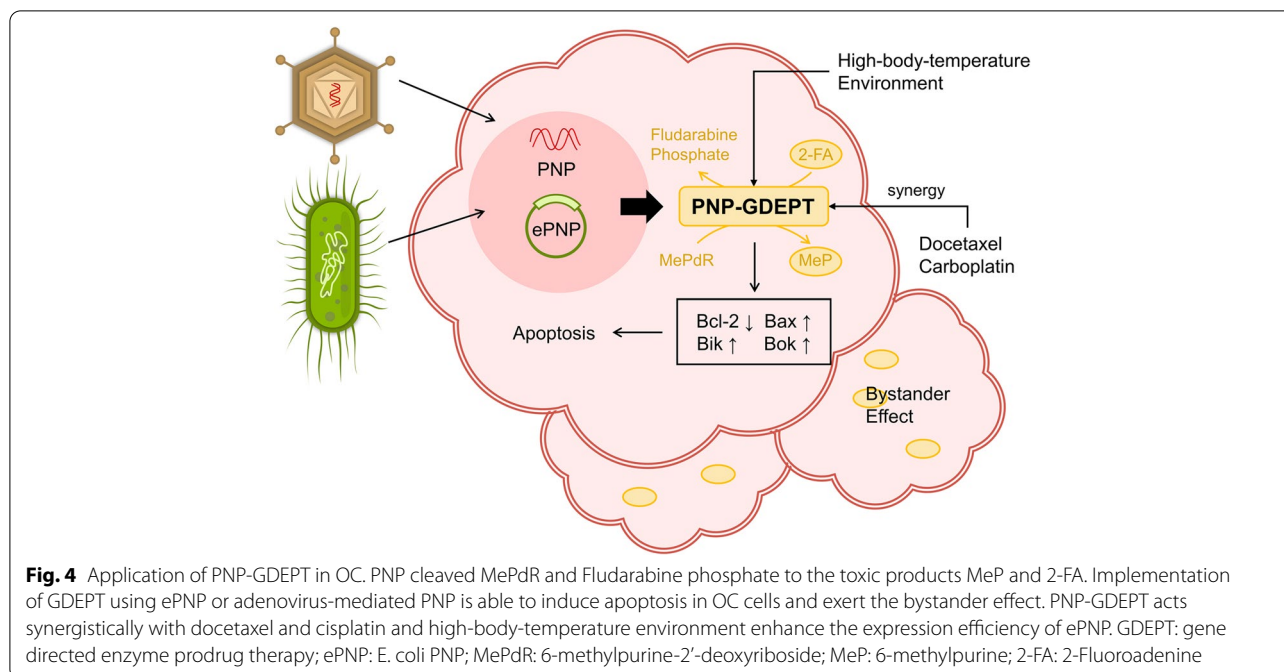 High-body-temperature
Environment
Fludarabine
Phosphate
2-FA
PNP
PNP-GDEPT
synergy
ePNP
MePdR
MeP
Docetaxel
Carboplatin
Apoptosis
Bcl-2 ↓ Bax ↑
Bik ↑ Bok ↑
Bystander
Effect
Fig. 4 Application of PNP-GDEPT in OC. PNP cleaved MePdR and Fludarabine phosphate to the toxic products MeP and 2-FA. Implementation
of GDEPT using ePNP or adenovirus-mediated PNP is able to induce apoptosis in OC cells and exert the bystander effect. PNP-GDEPT acts
synergistically with docetaxel and cisplatin and high-body-temperature environment enhance the expression efficiency of ePNP. GDEPT: gene
directed enzyme prodrug therapy; ePNP: E. coli PNP; MePdR: 6-methylpurine-2’-deoxyriboside; MeP: 6-methylpurine; 2-FA: 2-Fluoroadenine